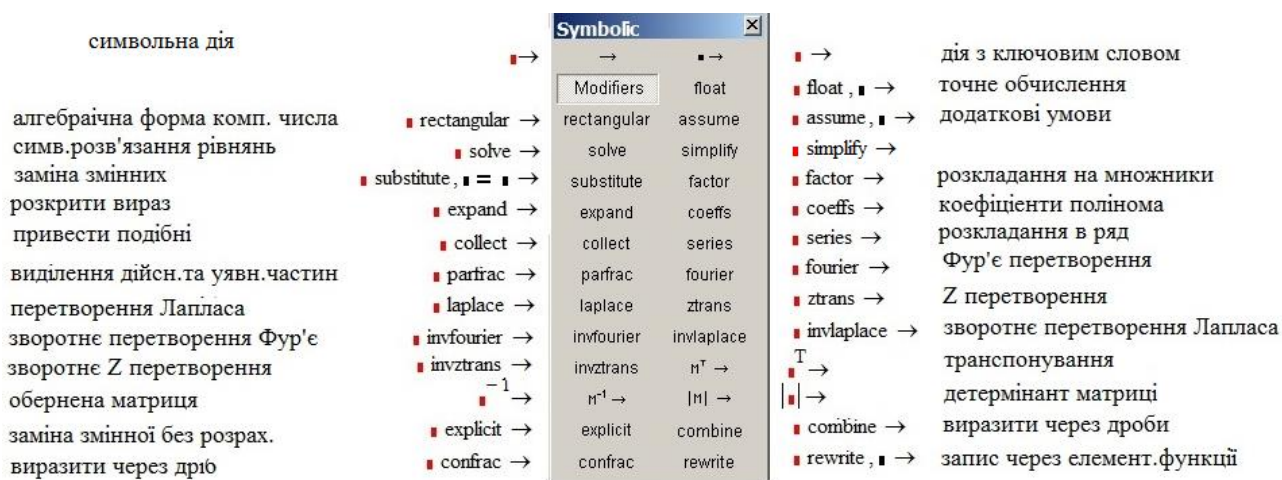 Symbolic
символьна дія → → ▪ → → дія з ключовим словом
Modifiers float float , → точне обчислення
алгебраічна форма комп. числа rectangular → rectangular assume assume , → додаткові умови
симв.розв'язання рівнянь solve → solve simplify simplify →
заміна змінних substitute , = → substitute factor factor → розкладання на множники
розкрити вираз expand → expand coeffs coeffs → коефіціенти полінома
привести подібні collect → collect series series → розкладання в ряд
виділення дійсн.та уявн.частин parfrac → parfrac fourier fourier → Фур'є перетворення
перетворення Лапласа laplace → laplace ztrans ztrans → Z перетворення
зворотнє перетворення Фур'є invfourier → invfourier invlaplace invlaplace → зворотнє перетворення Лапласа
зворотнє Z перетворення invztrans → invztrans Mᵀ → T → транспонування
обернена матриця −1 → M⁻¹ → |M| → | | → детермінант матриці
заміна змінної без розрах. explicit → explicit combine combine → виразити через дроби
виразити через дріб confrac → confrac rewrite rewrite , → запис через елемент.функції